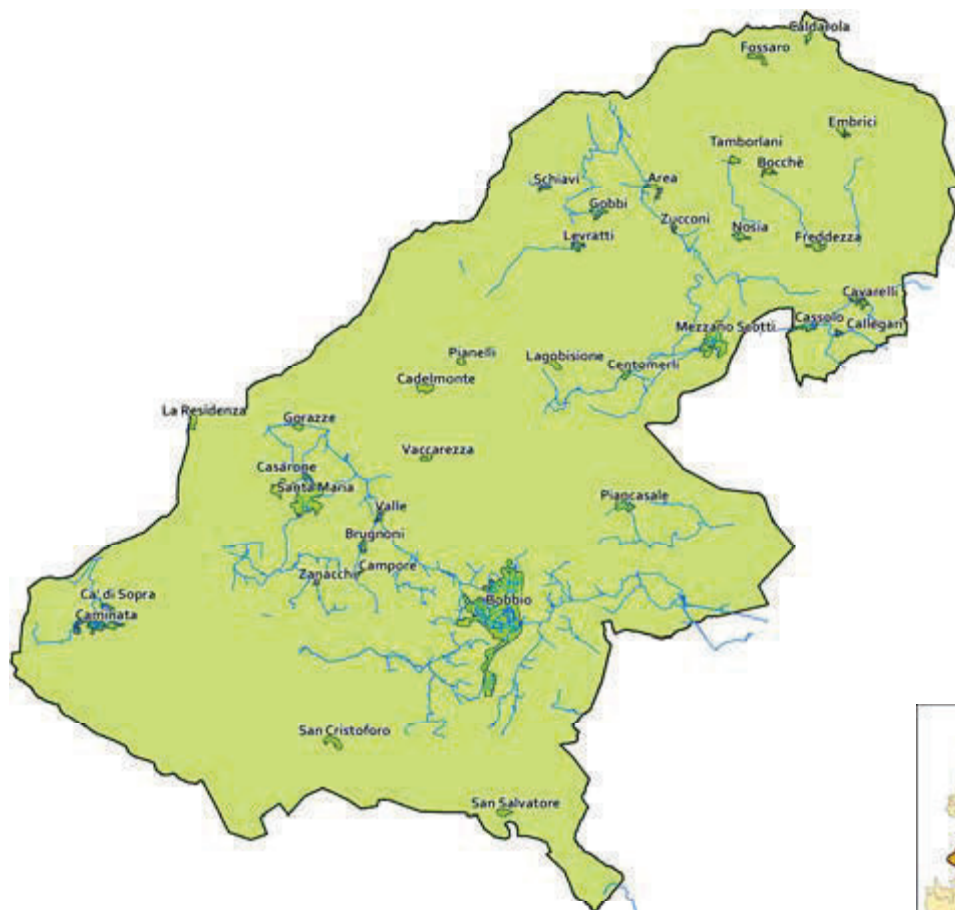 Caldarola
Fossaro
Embrici
Tamborlani
Bocchè
Schiavi
Area
Gobbi
Zucconi
Nosia
Levratti
Freddezza
Cavarelli
Cassolo
Callegari
Mezzano Scotti
Pianelli
Lagobisione
Centomerli
Cadelmonte
La Residenza
Gorazze
Vaccarezza
Casarone
Santa Maria
Valle
Piancasale
Brugnoni
Campore
Zanacchi
Ca' di Sopra
Bobbio
Caminata
San Cristoforo
San Salvatore